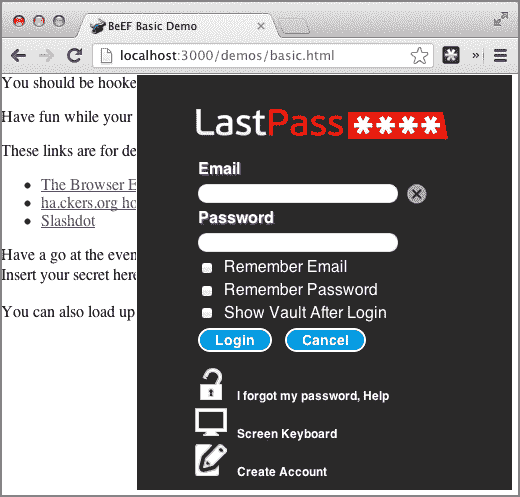 BeEF Basic Demo
localhost:3000/demos/basic.html
You should be hooke
Have fun while your
These links are for de
The Browser E
ha.ckers.org ho
Slashdot
Have a go at the even
Insert your secret here
You can also load up
LastPass ****
Email
Password
Remember Email
Remember Password
Show Vault After Login
Login Cancel
I forgot my password, Help
Screen Keyboard
Create Account